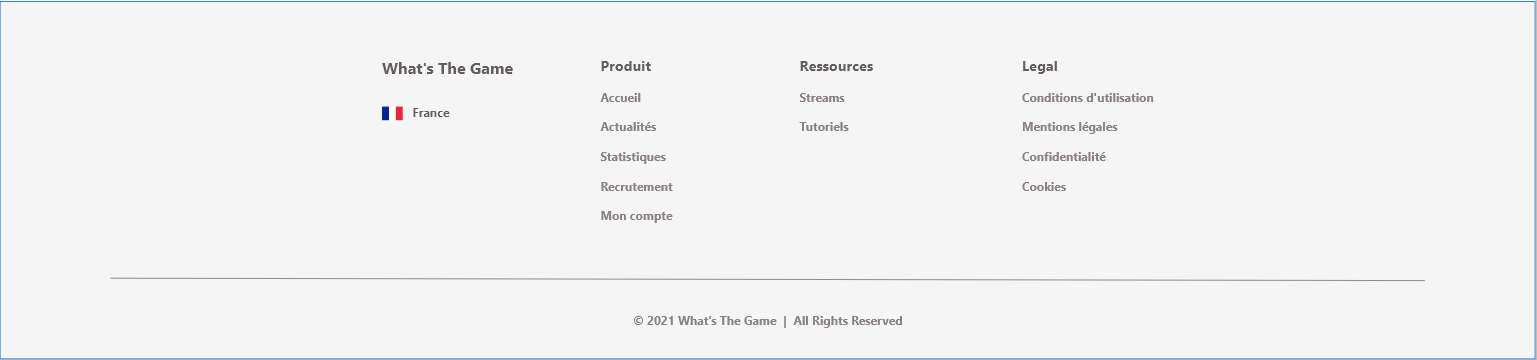 What's The Game
France
Produit
Accueil
Actualités
Statistiques
Recrutement
Mon compte
Ressources
Streams
Tutoriels
Legal
Conditions d'utilisation
Mentions légales
Confidentialité
Cookies
© 2021 What's The Game | All Rights Reserved